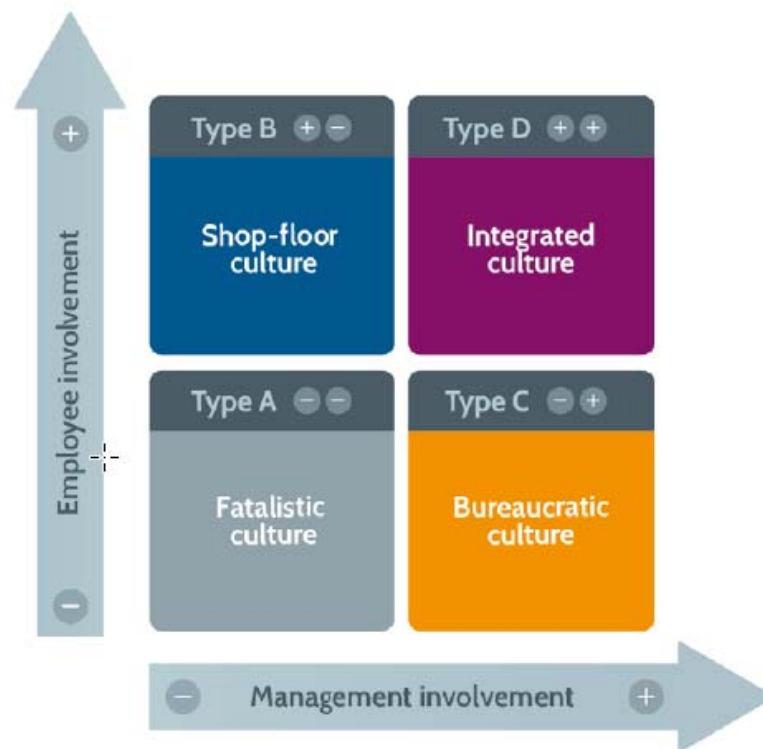 +
Type B + −
Type D + +
Shop-floor
culture
Integrated
culture
Employee involvement
Type A − −
Type C − +
Fatalistic
culture
Bureaucratic
culture
−
− Management involvement +